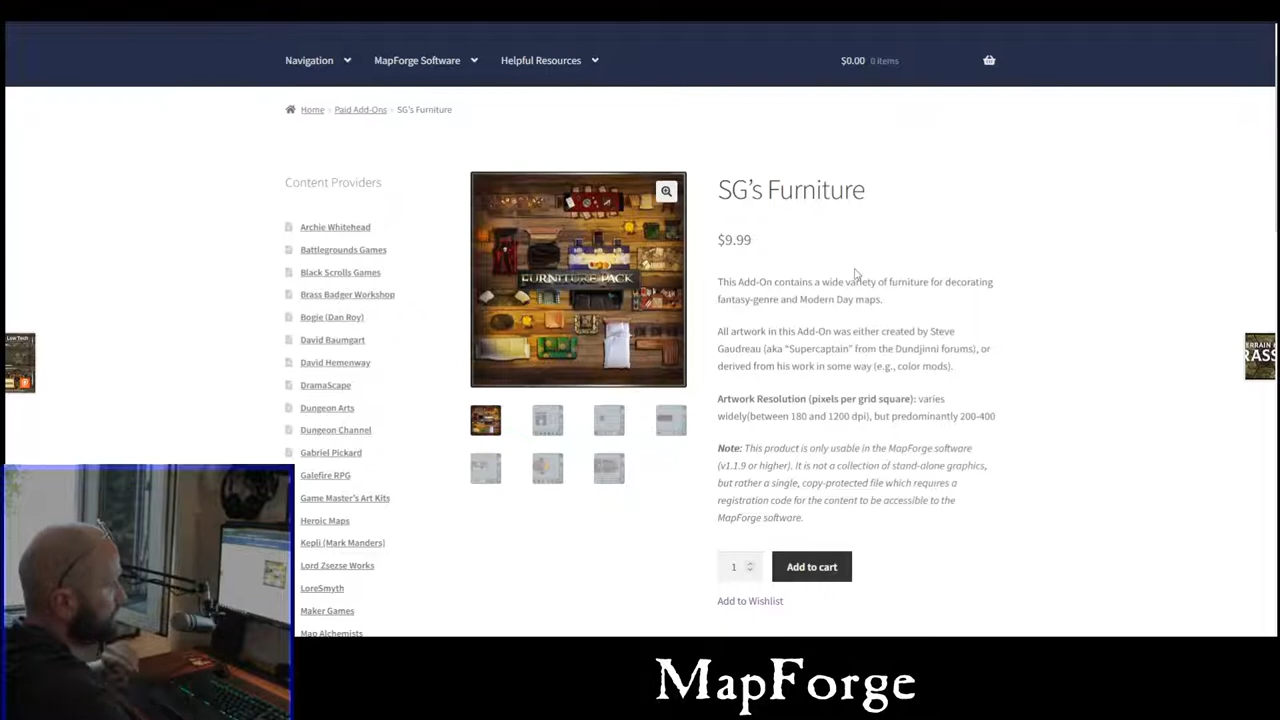 Navigation
MapForge Software
Helpful Resources
$0.00 0 items
Home › Paid Add-Ons › SG's Furniture
Content Providers
Archie Whitehead
Battlegrounds Games
Black Scrolls Games
Brass Badger Workshop
Bogie (Dan Roy)
David Baumgart
David Hemenway
DramaScape
Dungeon Arts
Dungeon Channel
Gabriel Pickard
Galefire RPG
Game Master's Art Kits
Heroic Maps
Kepli (Mark Manders)
Lord Zsezse Works
LoreSmyth
Maker Games
Map Alchemists
FURNITURE PACK
SG's Furniture
$9.99
This Add-On contains a wide variety of furniture for decorating
fantasy-genre and Modern Day maps.
All artwork in this Add-On was either created by Steve
Gaudreau (aka “Supercaptain” from the Dundjinni forums), or
derived from his work in some way (e.g., color mods).
Artwork Resolution (pixels per grid square): varies
widely(between 180 and 1200 dpi), but predominantly 200-400
Note: This product is only usable in the MapForge software
(v1.1.9 or higher). It is not a collection of stand-alone graphics,
but rather a single, copy-protected file which requires a
registration code for the content to be accessible to the
MapForge software.
1
Add to cart
Add to Wishlist
Low Tech
MapForge